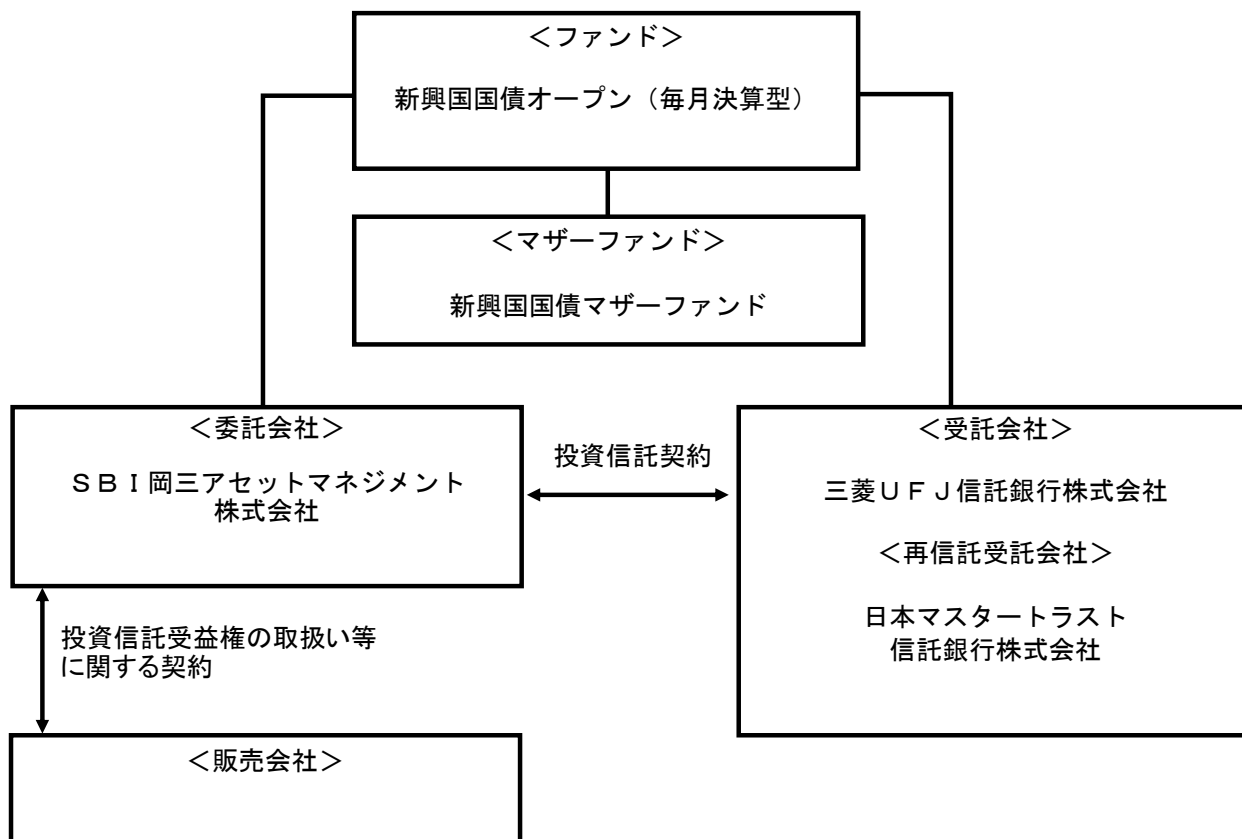 ＜ファンド＞
新興国国債オープン（毎月決算型）
＜マザーファンド＞
新興国国債マザーファンド
＜委託会社＞
ＳＢＩ岡三アセットマネジメント
株式会社
投資信託契約
＜受託会社＞
三菱ＵＦＪ信託銀行株式会社
＜再信託受託会社＞
日本マスタートラスト
信託銀行株式会社
投資信託受益権の取扱い等
に関する契約
＜販売会社＞